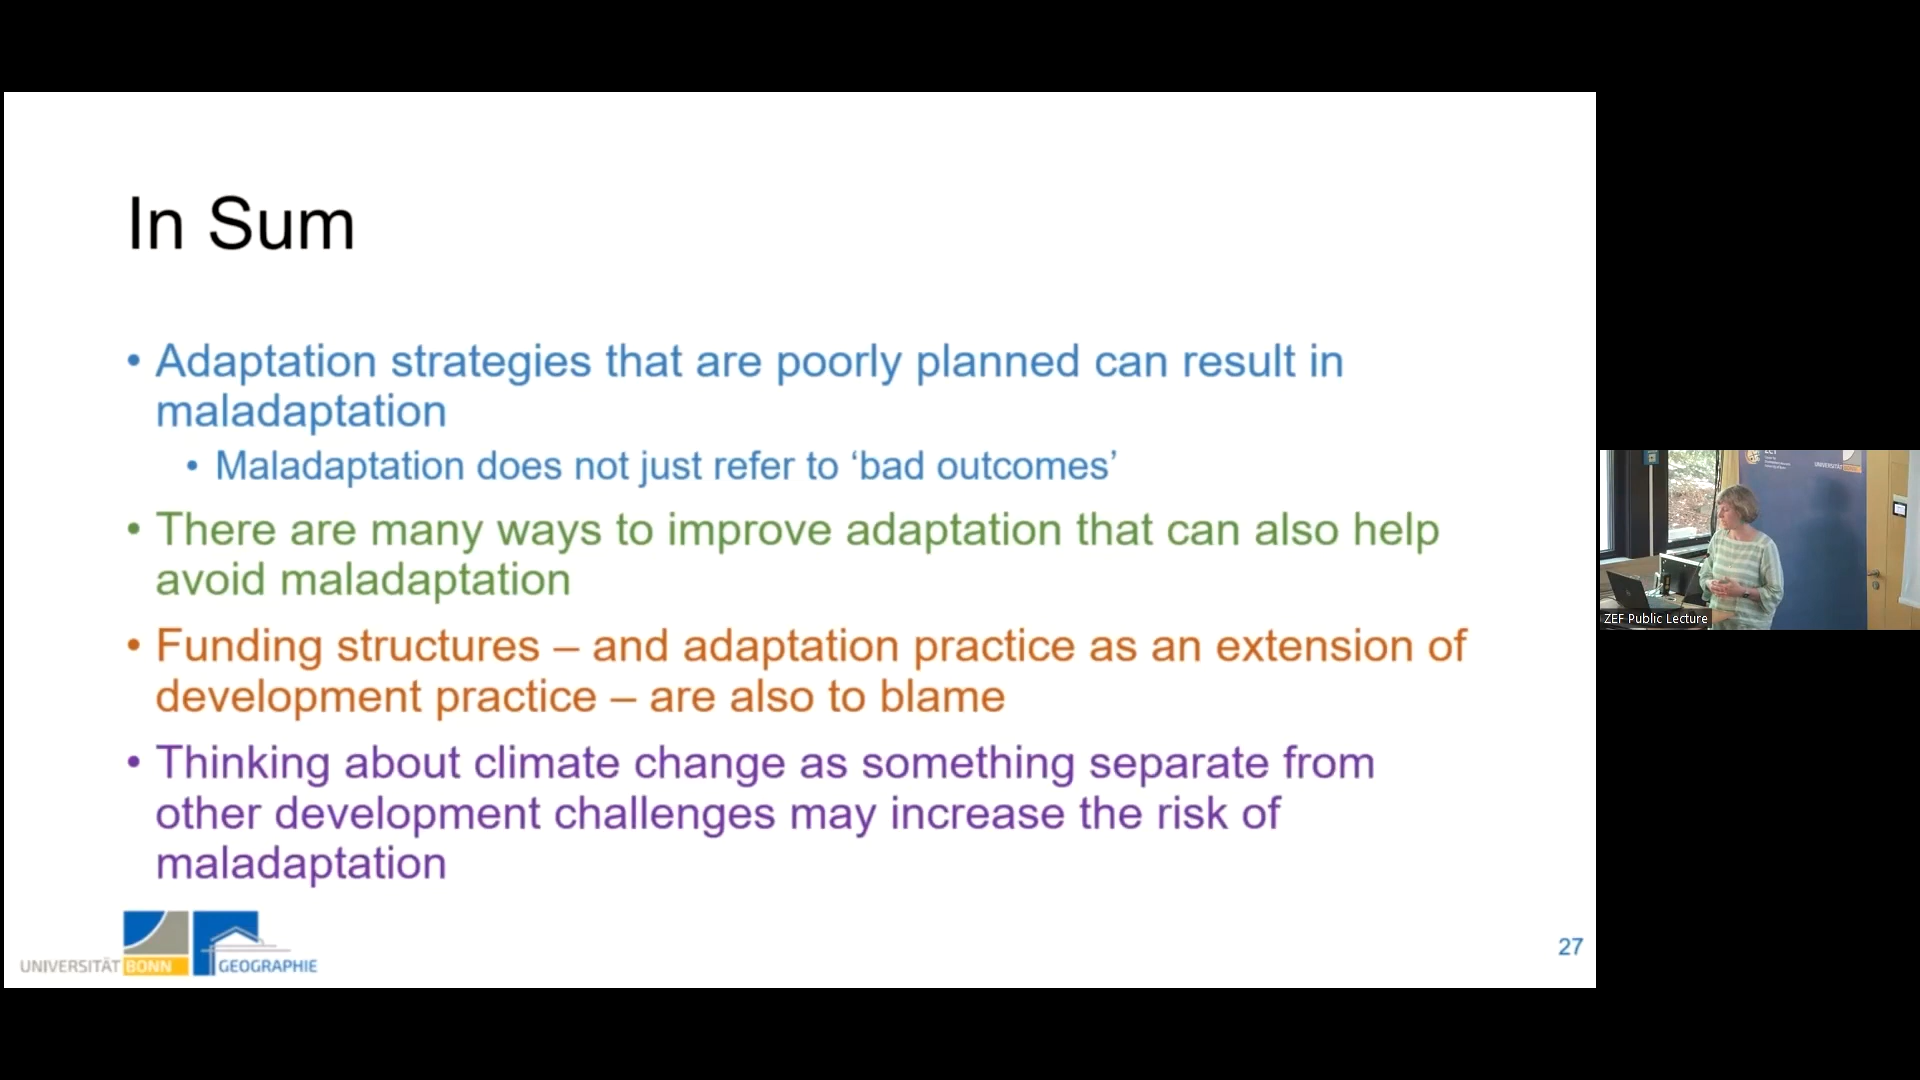 In Sum
• Adaptation strategies that are poorly planned can result in
maladaptation
• Maladaptation does not just refer to ‘bad outcomes’
• There are many ways to improve adaptation that can also help
avoid maladaptation
• Funding structures – and adaptation practice as an extension of
development practice – are also to blame
• Thinking about climate change as something separate from
other development challenges may increase the risk of
maladaptation
UNIVERSITÄT BONN
GEOGRAPHIE
27
ZEF Public Lecture